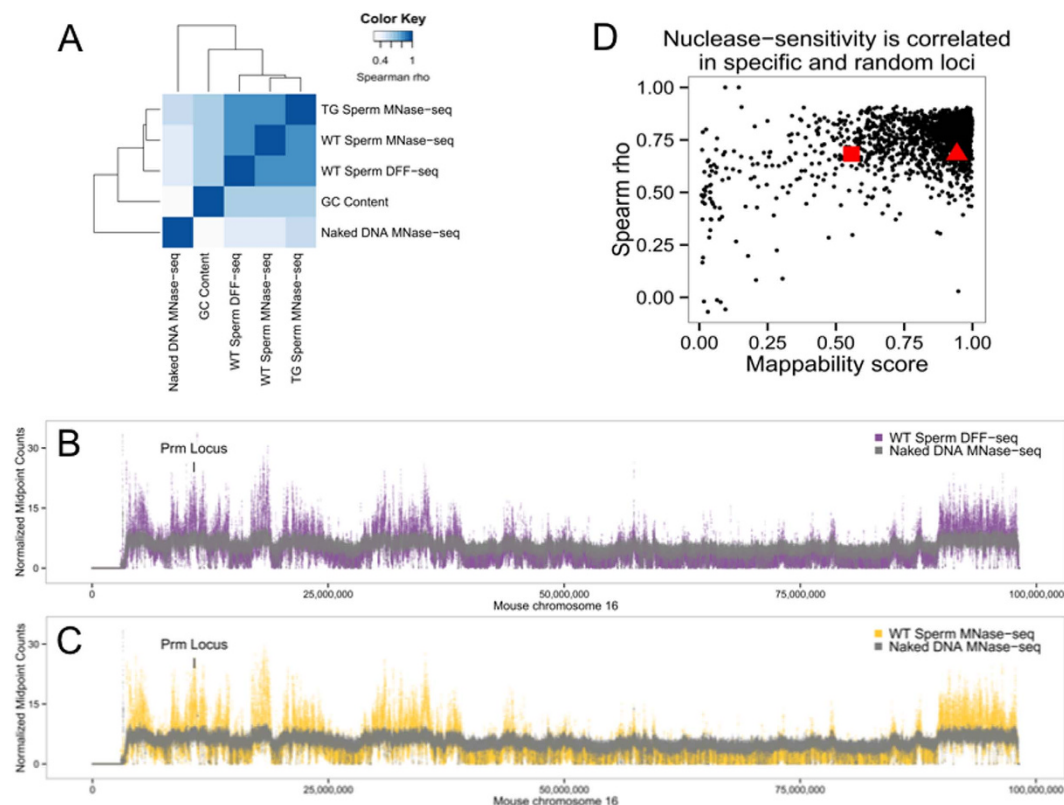 A
Color Key
0.4 1
Spearman rho
TG Sperm MNase-seq
WT Sperm MNase-seq
WT Sperm DFF-seq
GC Content
Naked DNA MNase-seq
Naked DNA MNase-seq
GC Content
WT Sperm DFF-seq
WT Sperm MNase-seq
TG Sperm MNase-seq
D
Nuclease-sensitivity is correlated
in specific and random loci
Spearm rho
1.00
0.75
0.50
0.25
0.00
0.00 0.25 0.50 0.75 1.00
Mappability score
B
Normalized Midpoint Counts
30
15
0
Prm Locus
WT Sperm DFF-seq
Naked DNA MNase-seq
0 25,000,000 50,000,000 75,000,000 100,000,000
Mouse chromosome 16
C
Normalized Midpoint Counts
30
15
0
Prm Locus
WT Sperm MNase-seq
Naked DNA MNase-seq
0 25,000,000 50,000,000 75,000,000 100,000,000
Mouse chromosome 16